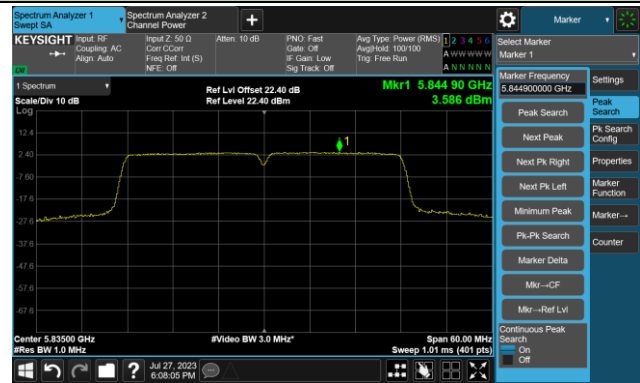 Spectrum Analyzer 1
Swept SA
Spectrum Analyzer 2
Channel Power
Marker
KEYSIGHT
Input: RF
Coupling: AC
Align: Auto
Input Z: 50 Ω
Corr CCorr
Freq Ref: Int (S)
NFE: Off
Atten: 10 dB
PNO: Fast
Gate: Off
IF Gain: Low
Sig Track: Off
Avg Type: Power (RMS)
Avg|Hold: 100/100
Trig: Free Run
1 2 3 4 5 6
A W W W W W
A N N N N N
Select Marker
Marker 1
1 Spectrum
Scale/Div 10 dB
Log
Ref Lvl Offset 22.40 dB
Ref Level 22.40 dBm
Mkr1 5.844 90 GHz
3.586 dBm
1
12.4
2.40
-7.60
-17.6
-27.6
-37.6
-47.6
-57.6
-67.6
Center 5.83500 GHz
#Res BW 1.0 MHz
#Video BW 3.0 MHz*
Span 60.00 MHz
Sweep 1.01 ms (401 pts)
Marker Frequency
5.844900000 GHz
Peak Search
Next Peak
Next Pk Right
Next Pk Left
Minimum Peak
Pk-Pk Search
Marker Delta
Mkr→CF
Mkr→Ref Lvl
Continuous Peak
Search
On
Off
Settings
Peak
Search
Pk Search
Config
Properties
Marker
Function
Marker→
Counter
Jul 27, 2023
6:08:05 PM